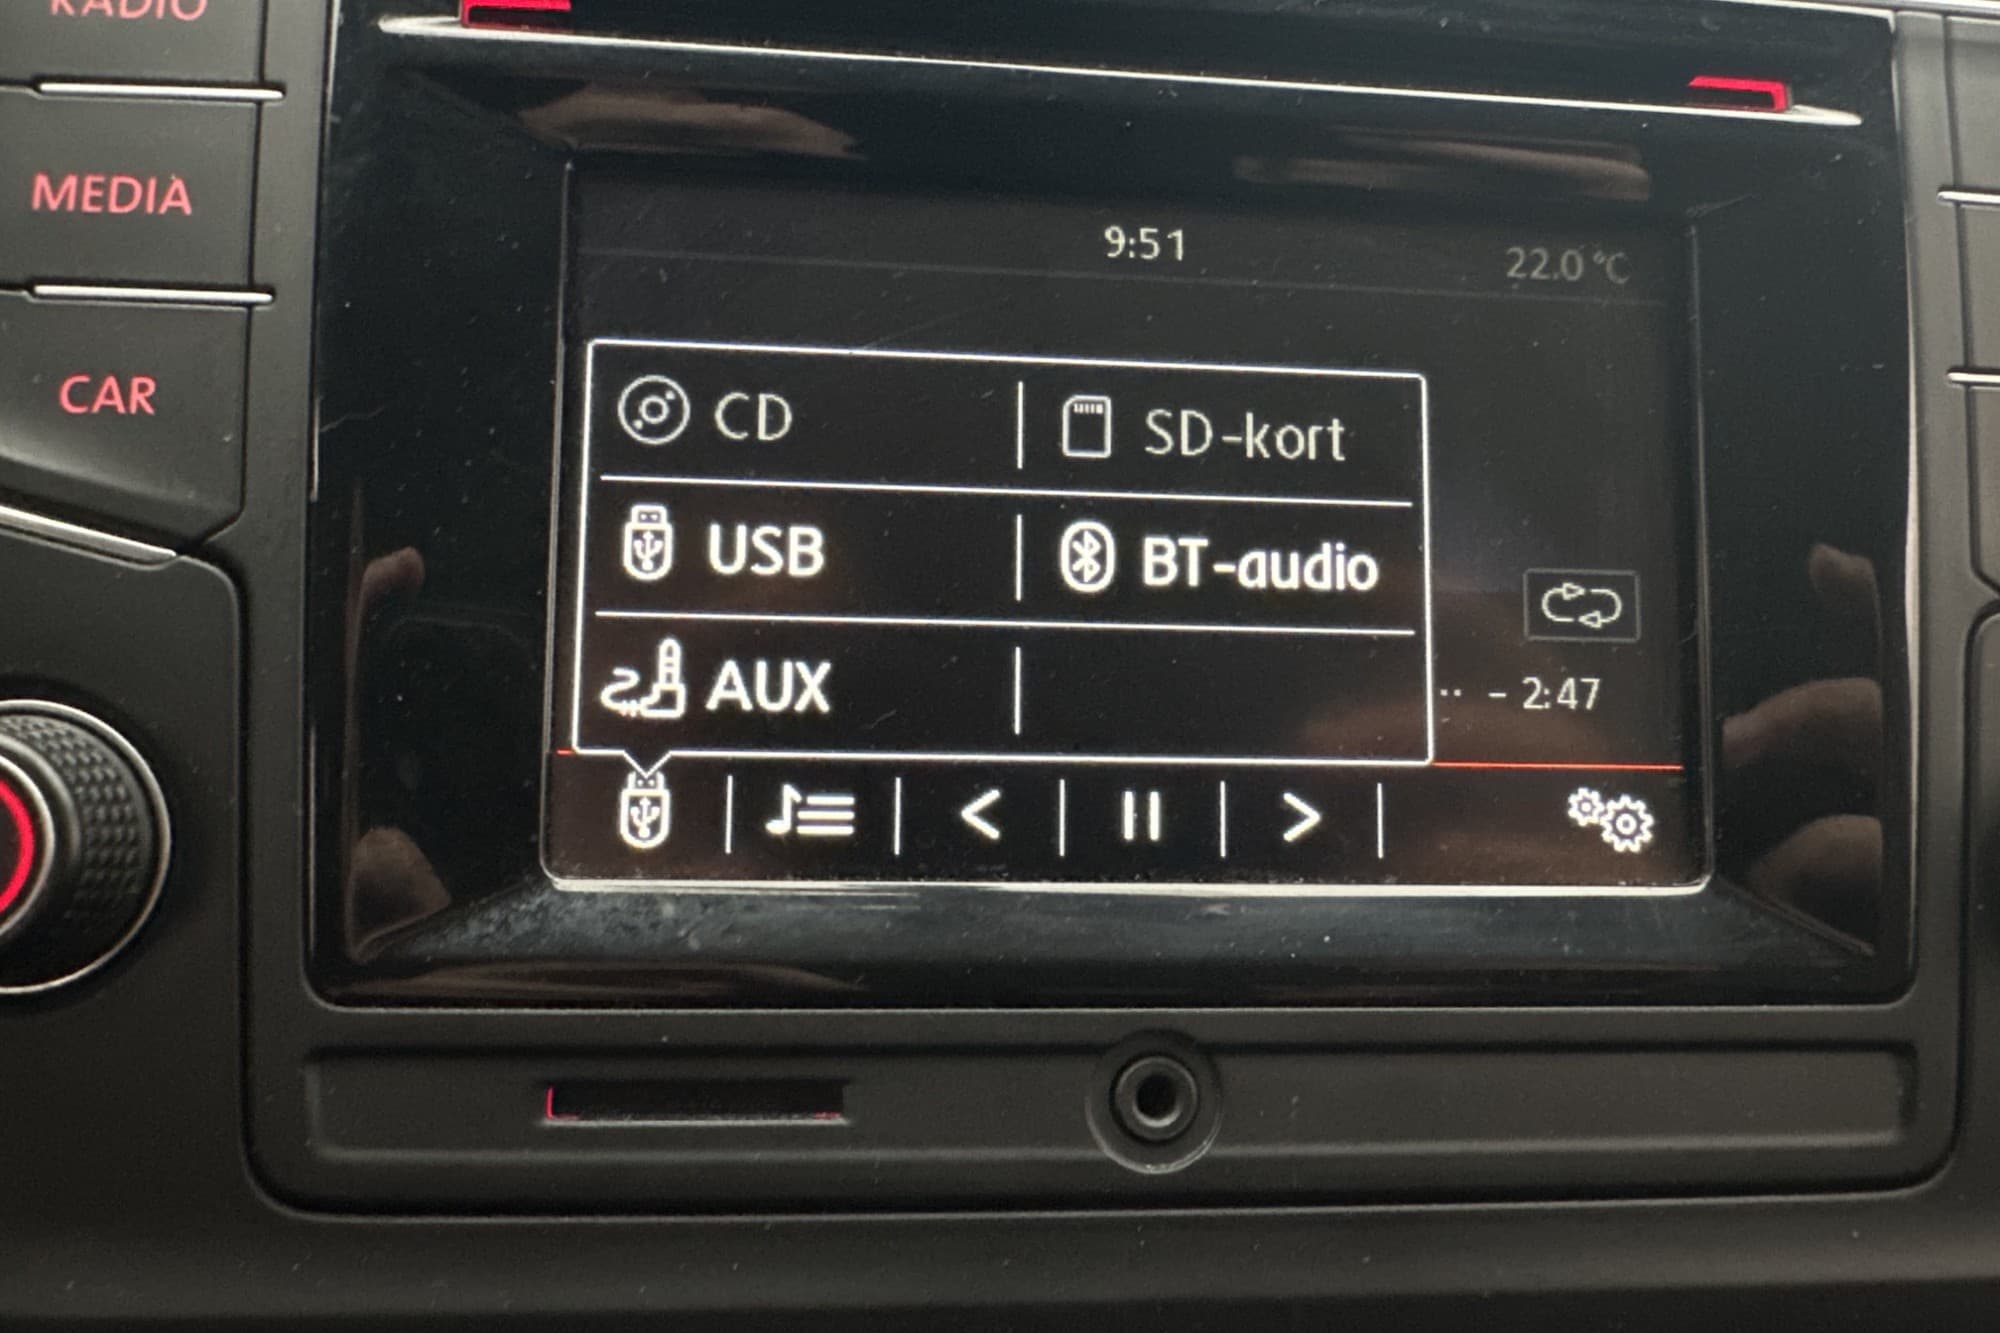 RADIO
MEDIA
CAR
9:51
22.0 °C
CD
SD-kort
USB
BT-audio
AUX
- 2:47